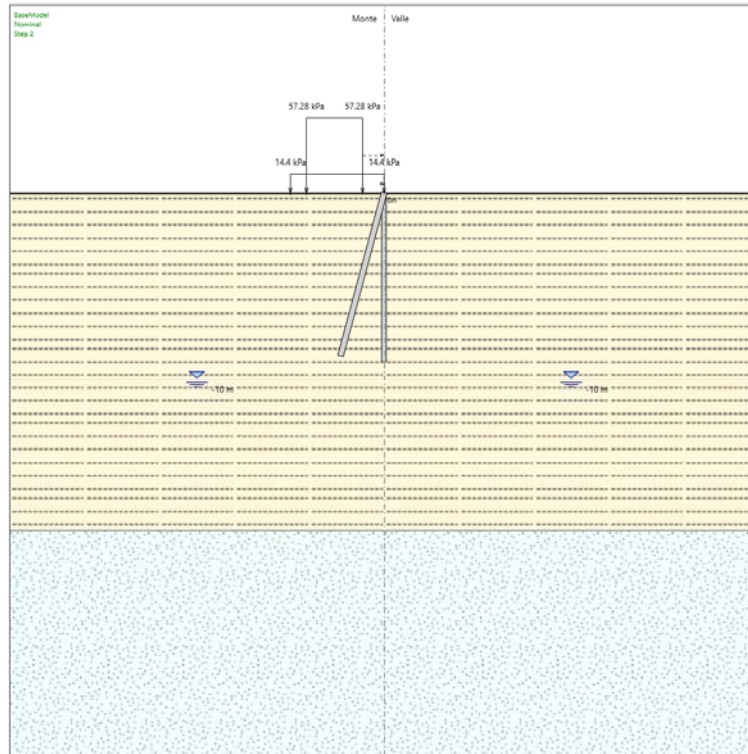 BaseModel
Nominal
Step 2
Monte Valle
57.28 kPa 57.28 kPa
14.4 kPa 14.4 kPa
0m
-10 m -10 m